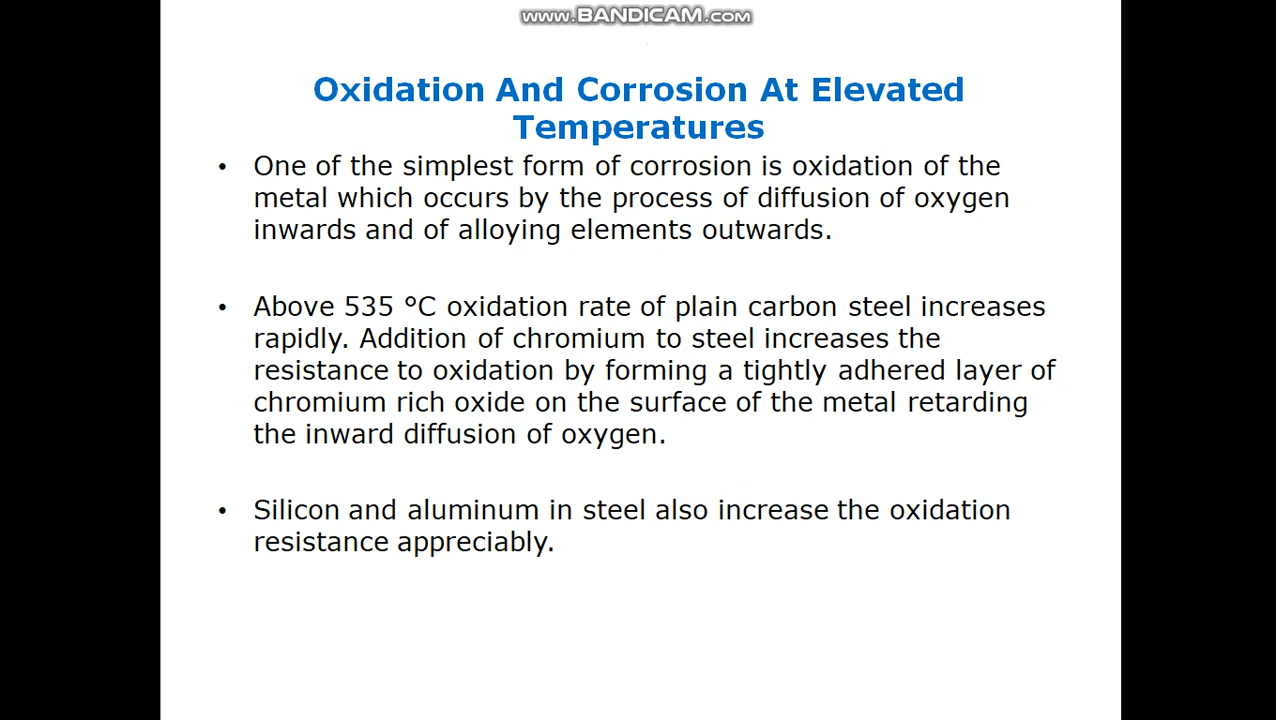 www.BANDICAM.com
Oxidation And Corrosion At Elevated
Temperatures
• One of the simplest form of corrosion is oxidation of the
metal which occurs by the process of diffusion of oxygen
inwards and of alloying elements outwards.
• Above 535 °C oxidation rate of plain carbon steel increases
rapidly. Addition of chromium to steel increases the
resistance to oxidation by forming a tightly adhered layer of
chromium rich oxide on the surface of the metal retarding
the inward diffusion of oxygen.
• Silicon and aluminum in steel also increase the oxidation
resistance appreciably.